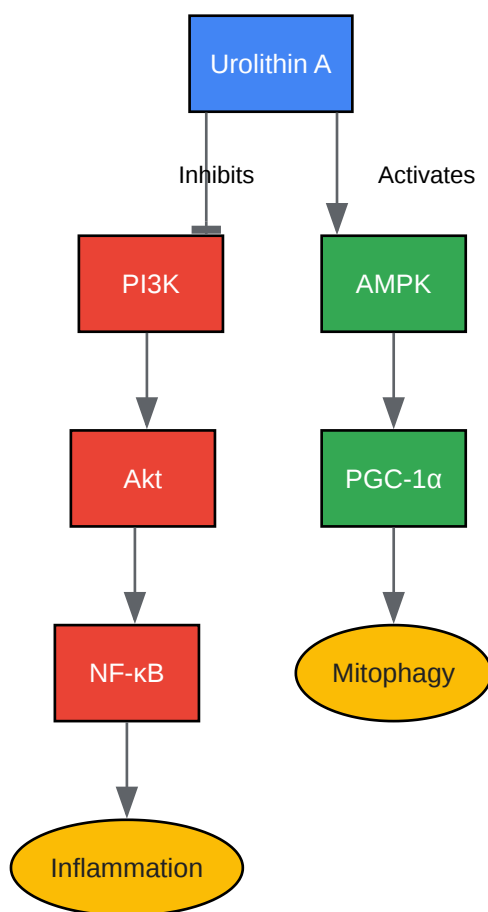 Urolithin A
Inhibits
Activates
PI3K
AMPK
Akt
PGC-1α
NF-κB
Mitophagy
Inflammation